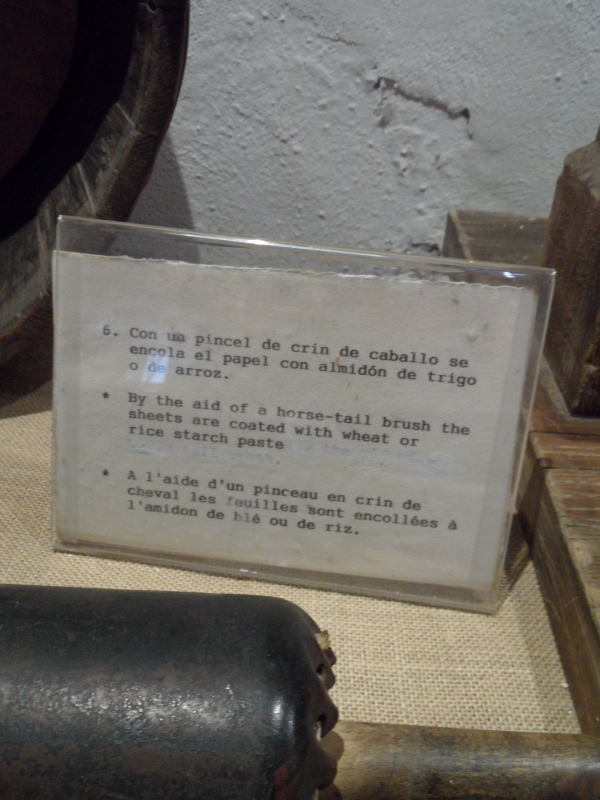 6. Con un pincel de crin de caballo se
encola el papel con almidón de trigo
o de arroz.
* By the aid of a horse-tail brush the
sheets are coated with wheat or
rice starch paste
* A l'aide d'un pinceau en crin de
cheval les feuilles sont encollées à
l'amidon de blé ou de riz.